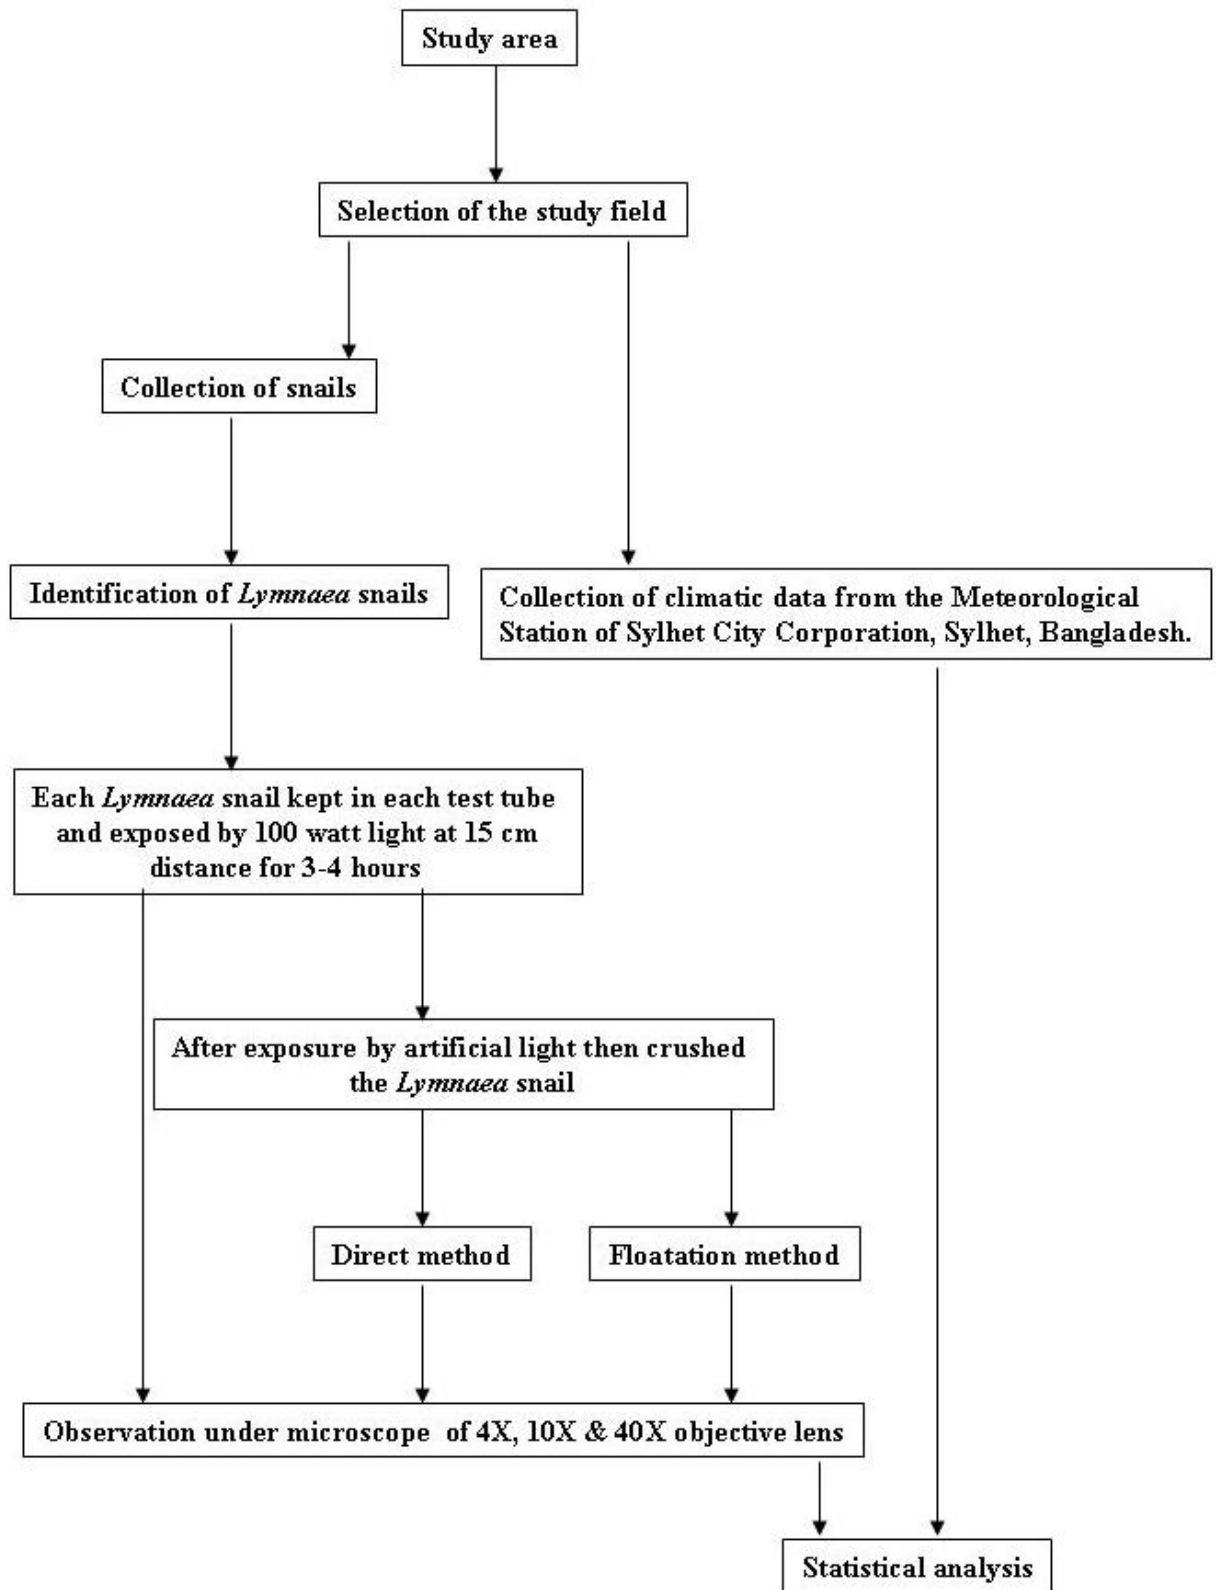 Study area
Selection of the study field
Collection of snails
Identification of Lymnaea snails
Collection of climatic data from the Meteorological
Station of Sylhet City Corporation, Sylhet, Bangladesh.
Each Lymnaea snail kept in each test tube
and exposed by 100 watt light at 15 cm
distance for 3-4 hours
After exposure by artificial light then crushed
the Lymnaea snail
Direct method
Floatation method
Observation under microscope of 4X, 10X & 40X objective lens
Statistical analysis